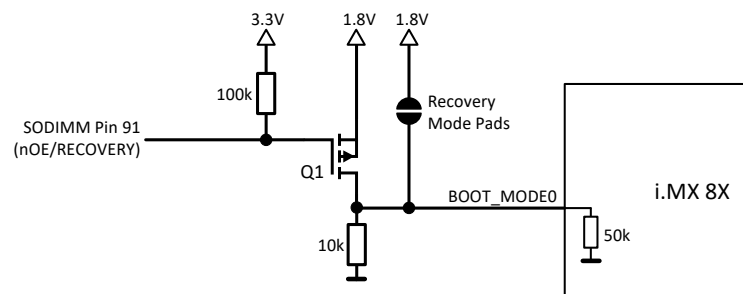 3.3V
1.8V
1.8V
100k
Recovery
Mode Pads
SODIMM Pin 91
(nOE/RECOVERY)
Q1
BOOT_MODE0
i.MX 8X
10k
50k